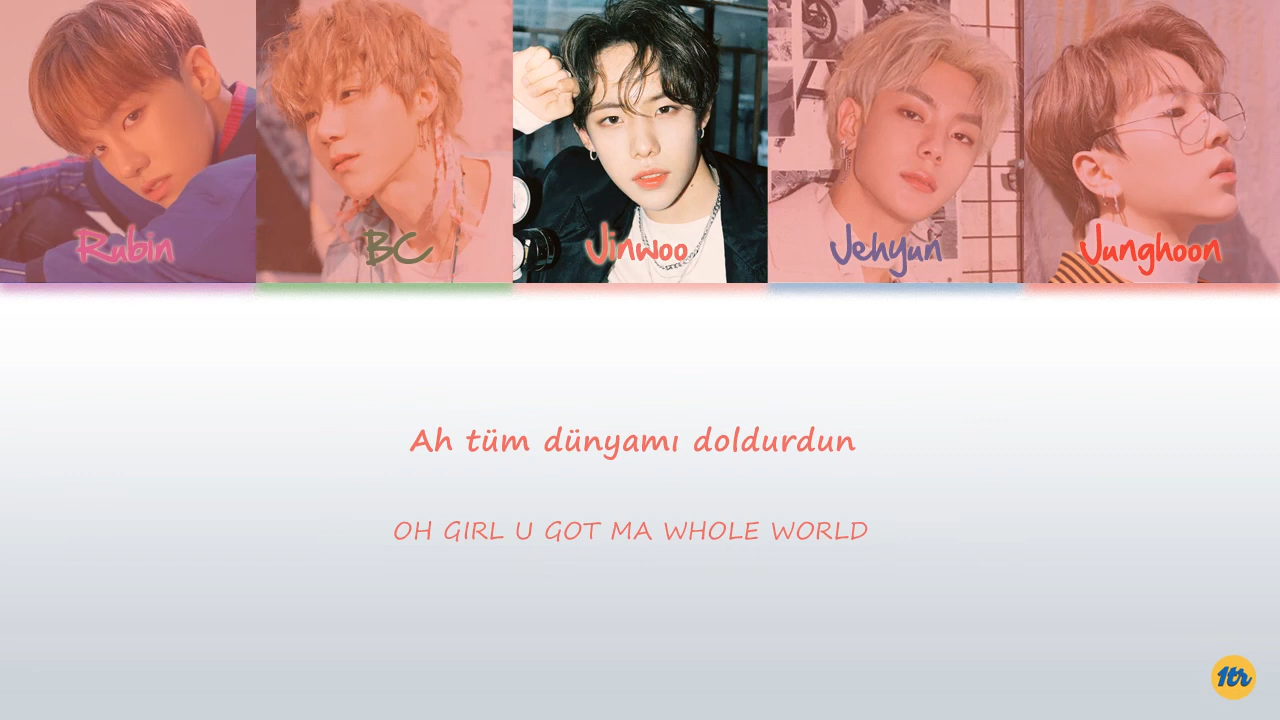 Rubin
BC
Jinwoo
Jehyun
Junghoon
Ah tüm dünyamı doldurdun
OH GIRL U GOT MA WHOLE WORLD
1tr